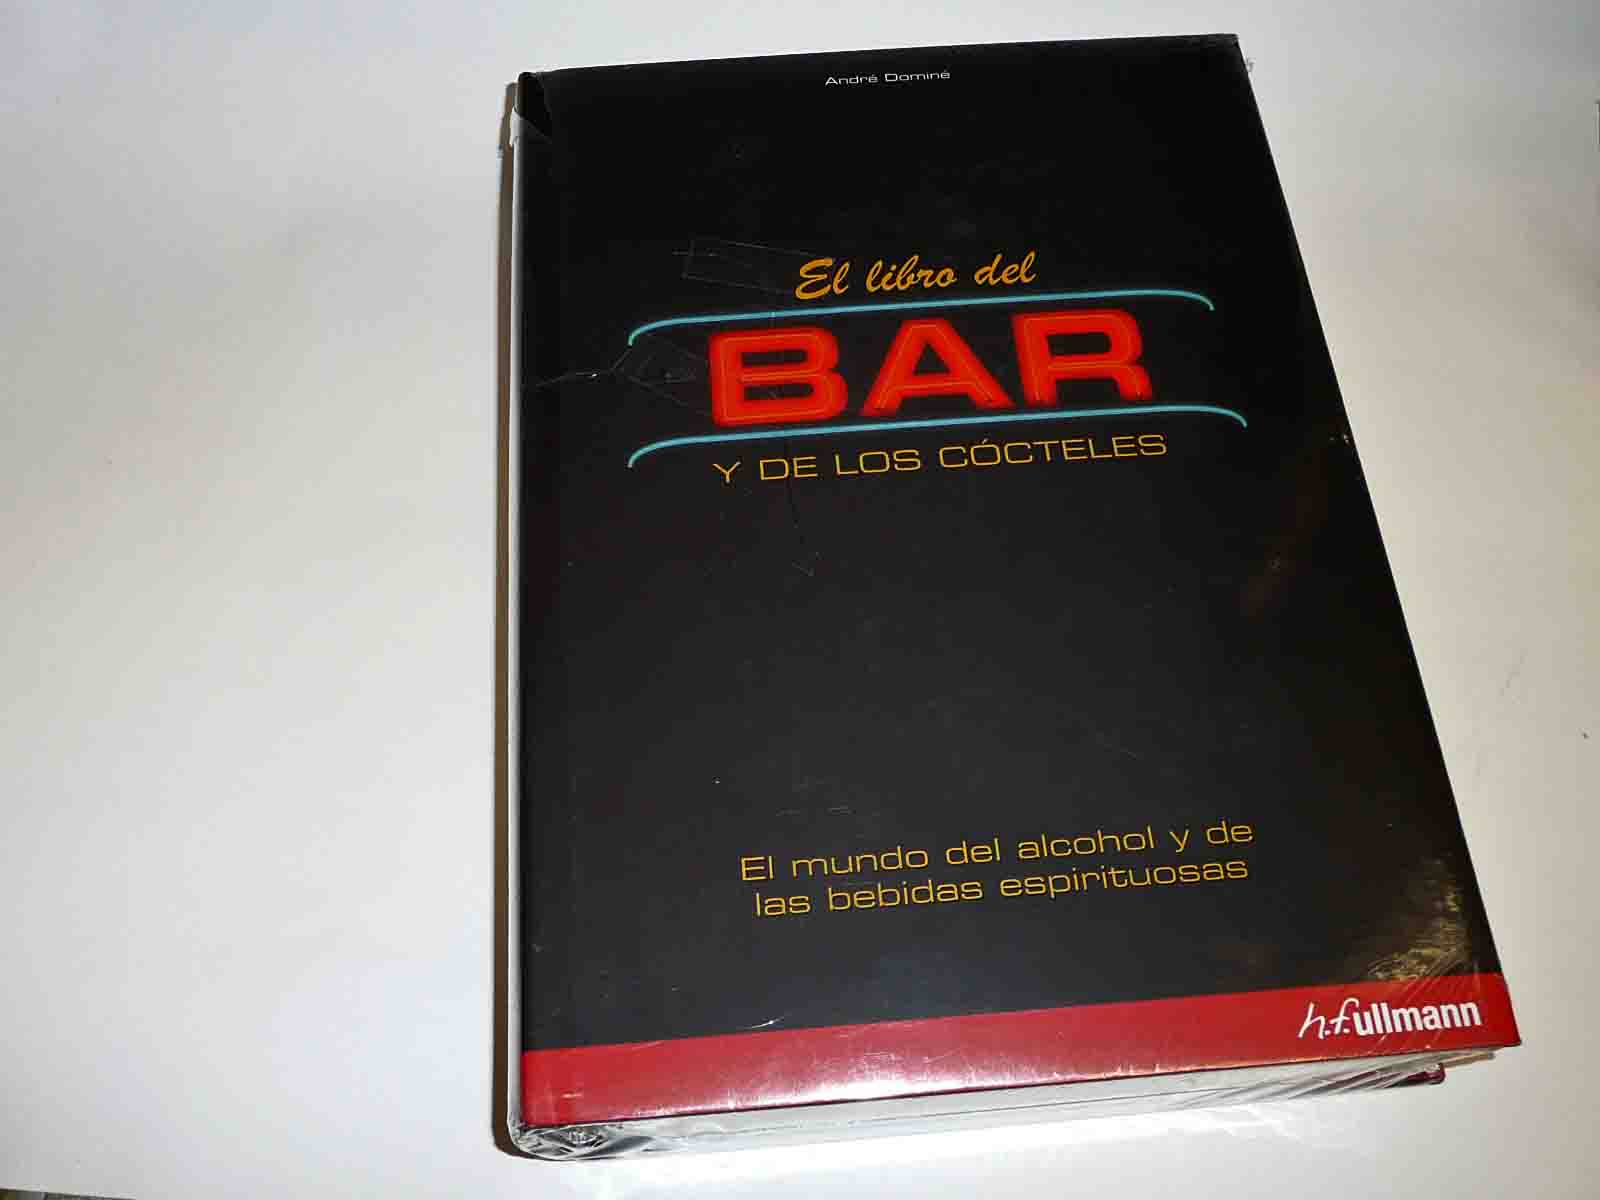 André Dominé
El libro del
BAR
Y DE LOS CÓCTELES
El mundo del alcohol y de
las bebidas espirituosas
h.f.ullmann